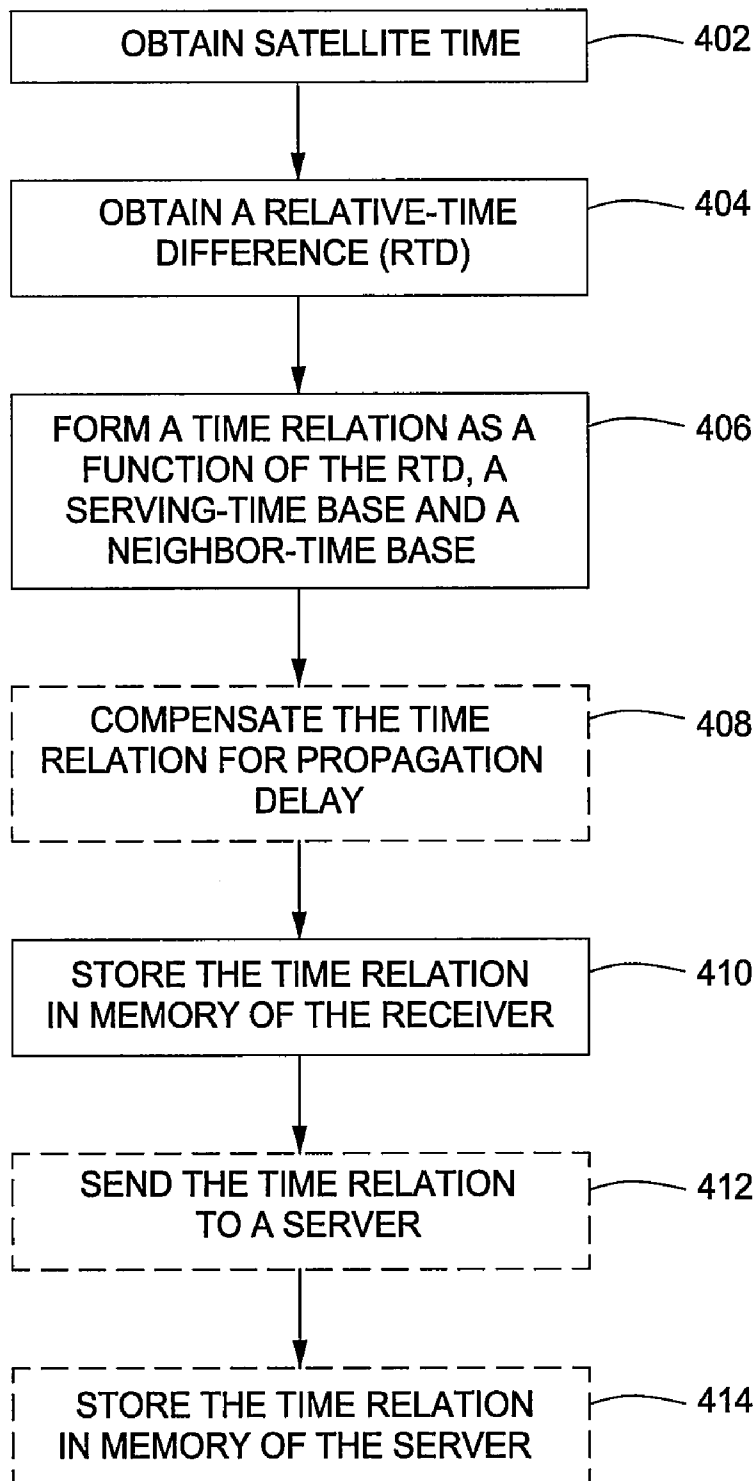 OBTAIN SATELLITE TIME
402
OBTAIN A RELATIVE-TIME
DIFFERENCE (RTD)
404
FORM A TIME RELATION AS A
FUNCTION OF THE RTD, A
SERVING-TIME BASE AND A
NEIGHBOR-TIME BASE
406
COMPENSATE THE TIME
RELATION FOR PROPAGATION
DELAY
408
STORE THE TIME RELATION
IN MEMORY OF THE RECEIVER
410
SEND THE TIME RELATION
TO A SERVER
412
STORE THE TIME RELATION
IN MEMORY OF THE SERVER
414